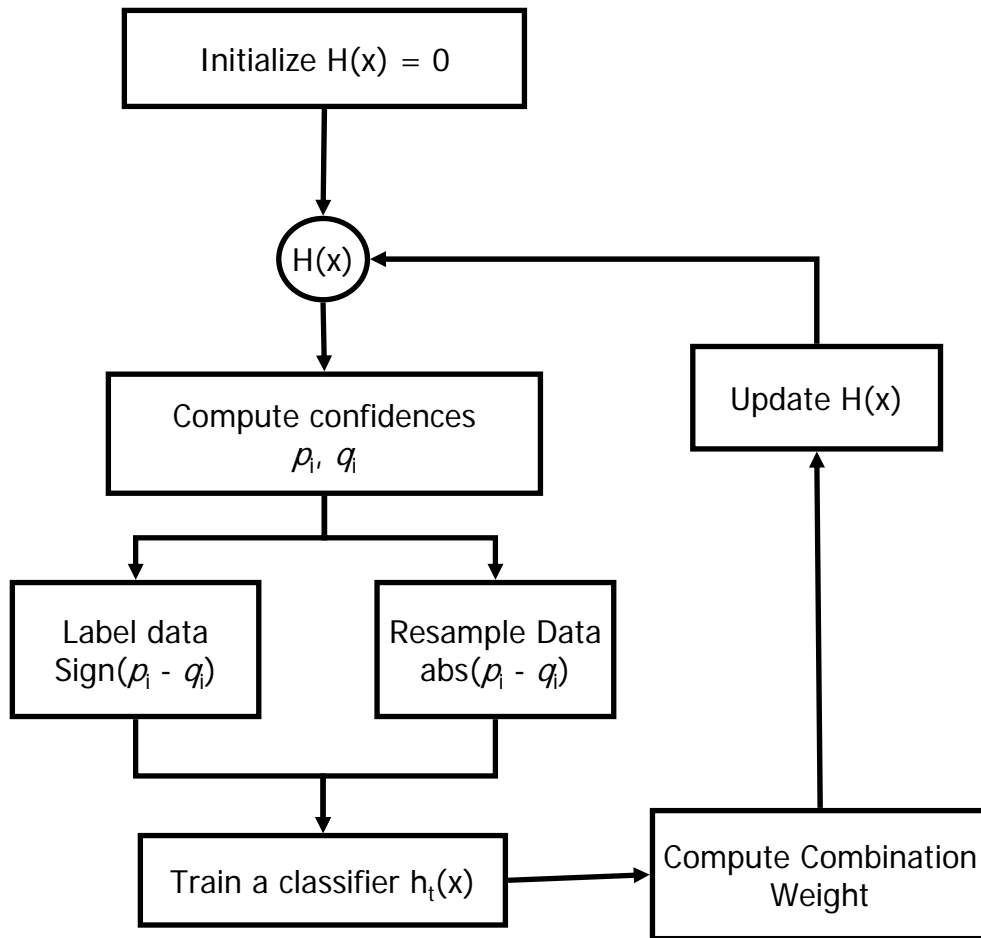 Initialize H(x) = 0
H(x)
Compute confidences
pᵢ, qᵢ
Update H(x)
Label data
Sign(pᵢ - qᵢ)
Resample Data
abs(pᵢ - qᵢ)
Train a classifier hₜ(x)
Compute Combination
Weight